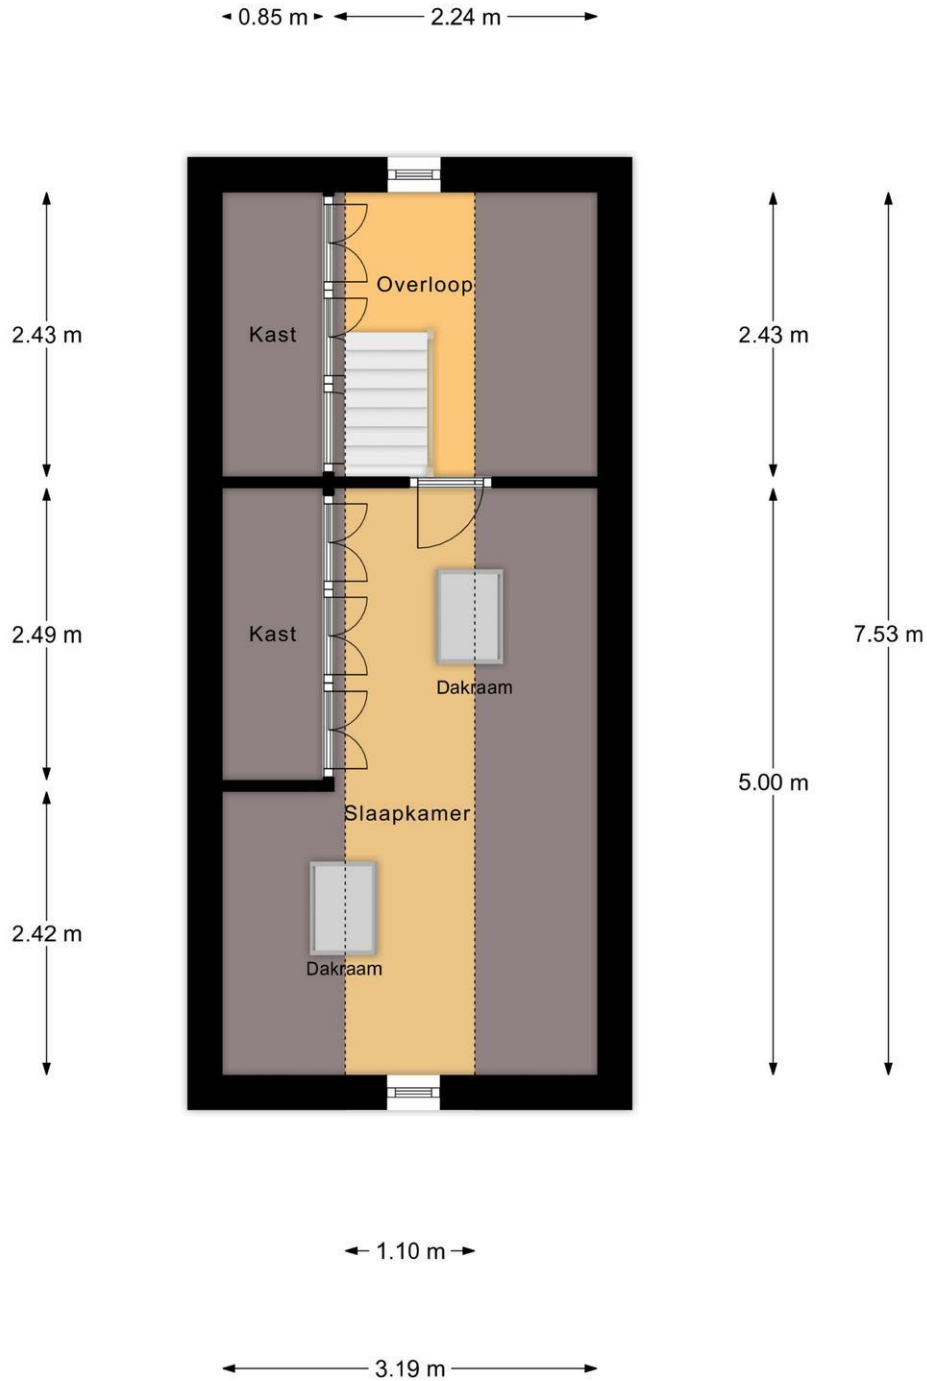 0.85 m
2.24 m
Overloop
Kast
2.43 m
2.43 m
Kast
2.49 m
7.53 m
Dakraam
5.00 m
Slaapkamer
2.42 m
Dakraam
1.10 m
3.19 m